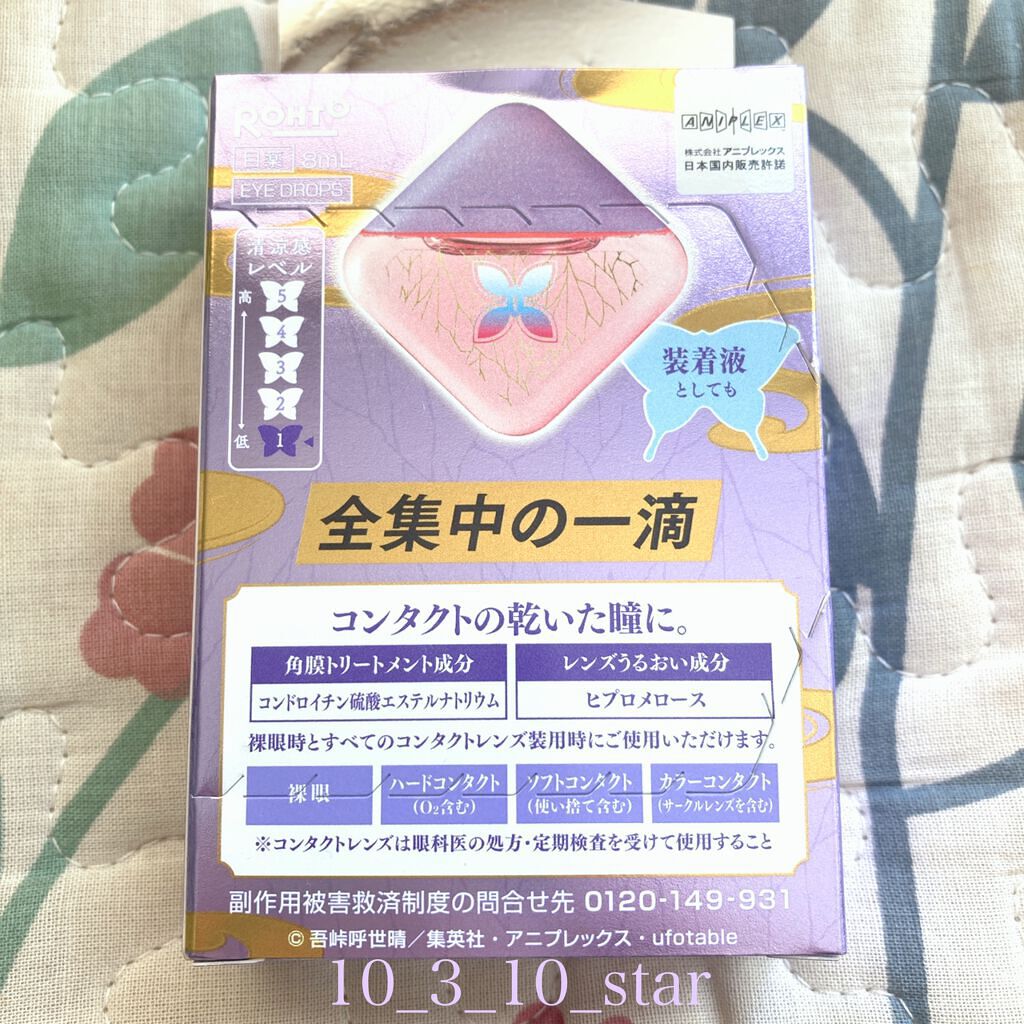 ROHTO
目薬 8mL
EYE DROPS
ANIPLEX
株式会社アニプレックス
日本国内販売許諾
清涼感
レベル
高
5
4
3
2
低
1
装着液
としても
全集中の一滴
コンタクトの乾いた瞳に。
角膜トリートメント成分
コンドロイチン硫酸エステルナトリウム
レンズうるおい成分
ヒプロメロース
裸眼時とすべてのコンタクトレンズ装用時にご使用いただけます。
裸眼
ハードコンタクト
(O₂含む)
ソフトコンタクト
(使い捨て含む)
カラーコンタクト
(サークルレンズを含む)
※コンタクトレンズは眼科医の処方・定期検査を受けて使用すること
副作用被害救済制度の問合せ先 0120-149-931
©吾峠呼世晴／集英社・アニプレックス・ufotable
10_3_10_star